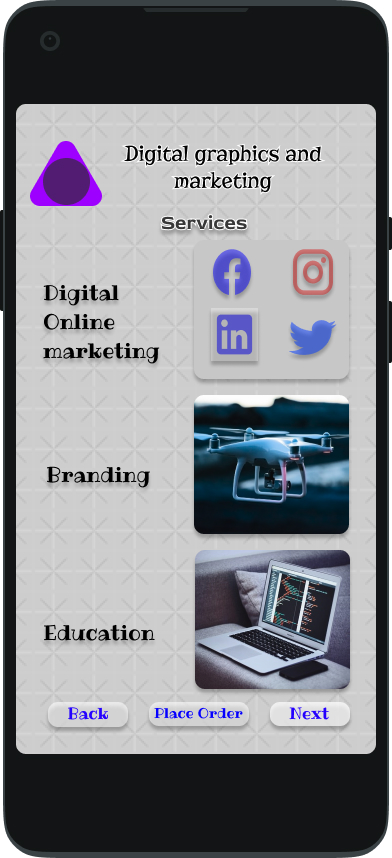 Digital graphics and
marketing
Services
Digital
Online
marketing
in
Branding
Education
Back
Place Order
Next